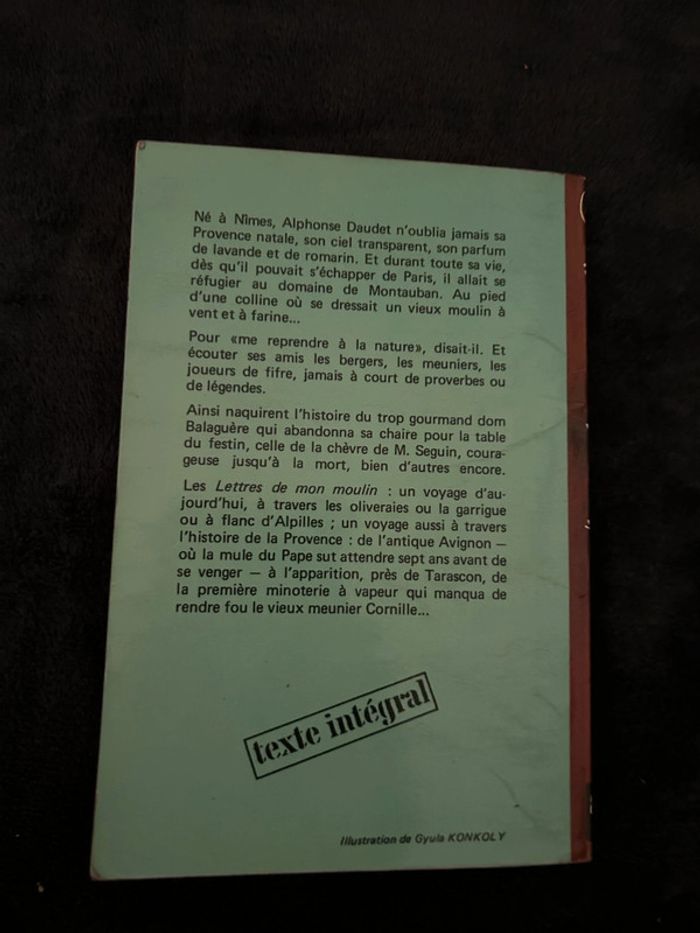 Né à Nîmes, Alphonse Daudet n'oublia jamais sa
Provence natale, son ciel transparent, son parfum
de lavande et de romarin. Et durant toute sa vie,
dès qu'il pouvait s'échapper de Paris, il allait se
réfugier au domaine de Montauban. Au pied
d'une colline où se dressait un vieux moulin à
vent et à farine...
Pour «me reprendre à la nature», disait-il. Et
écouter ses amis les bergers, les meuniers, les
joueurs de fifre, jamais à court de proverbes ou
de légendes.
Ainsi naquirent l'histoire du trop gourmand dom
Balaguère qui abandonna sa chaire pour la table
du festin, celle de la chèvre de M. Seguin, coura-
geuse jusqu'à la mort, bien d'autres encore.
Les Lettres de mon moulin : un voyage d'au-
jourd'hui, à travers les oliveraies ou la garrigue
ou à flanc d'Alpilles ; un voyage aussi à travers
l'histoire de la Provence : de l'antique Avignon —
où la mule du Pape sut attendre sept ans avant de
se venger — à l'apparition, près de Tarascon, de
la première minoterie à vapeur qui manqua de
rendre fou le vieux meunier Cornille...
texte intégral
Illustration de Gyula KONKOLY